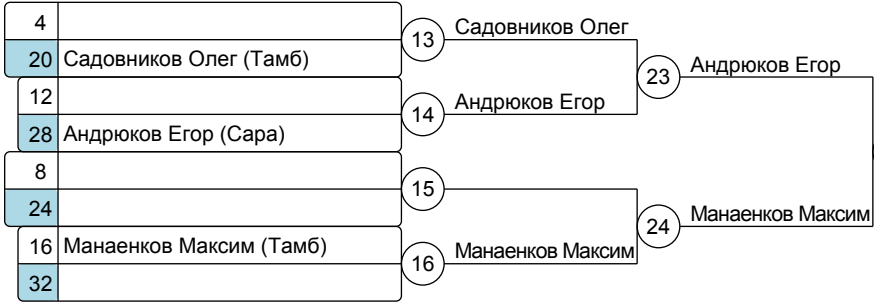 4
13 Садовников Олег
20 Садовников Олег (Тамб)
23 Андрюков Егор
12
14 Андрюков Егор
28 Андрюков Егор (Сара)
8
15
24
24 Манаенков Максим
16 Манаенков Максим (Тамб)
16 Манаенков Максим
32